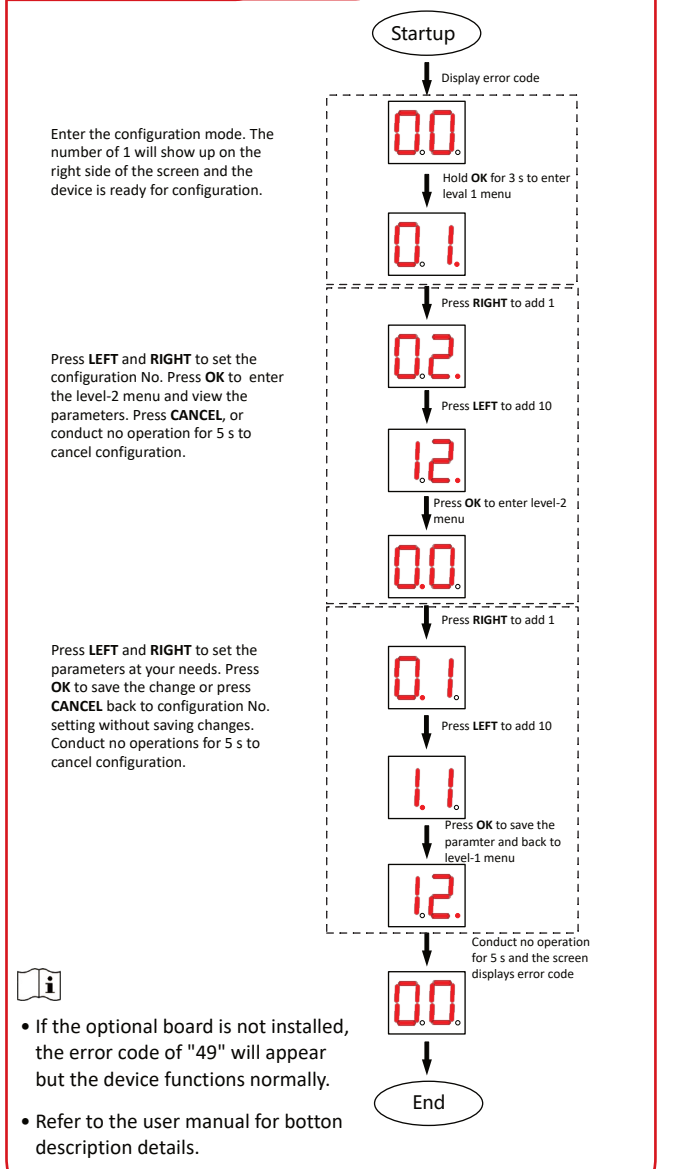 Startup
Display error code
00
Enter the configuration mode. The
number of 1 will show up on the
right side of the screen and the
device is ready for configuration.
Hold OK for 3 s to enter
leval 1 menu
0.1.
Press RIGHT to add 1
02.
Press LEFT and RIGHT to set the
configuration No. Press OK to enter
the level-2 menu and view the
parameters. Press CANCEL, or
conduct no operation for 5 s to
cancel configuration.
Press LEFT to add 10
12.
Press OK to enter level-2
menu
0.0
Press RIGHT to add 1
Press LEFT and RIGHT to set the
parameters at your needs. Press
OK to save the change or press
CANCEL back to configuration No.
setting without saving changes.
Conduct no operations for 5 s to
cancel configuration.
0.1
Press LEFT to add 10
1.1
Press OK to save the
paramter and back to
level-1 menu
12.
Conduct no operation
for 5 s and the screen
displays error code
00
i
• If the optional board is not installed,
the error code of "49" will appear
but the device functions normally.
End
• Refer to the user manual for botton
description details.